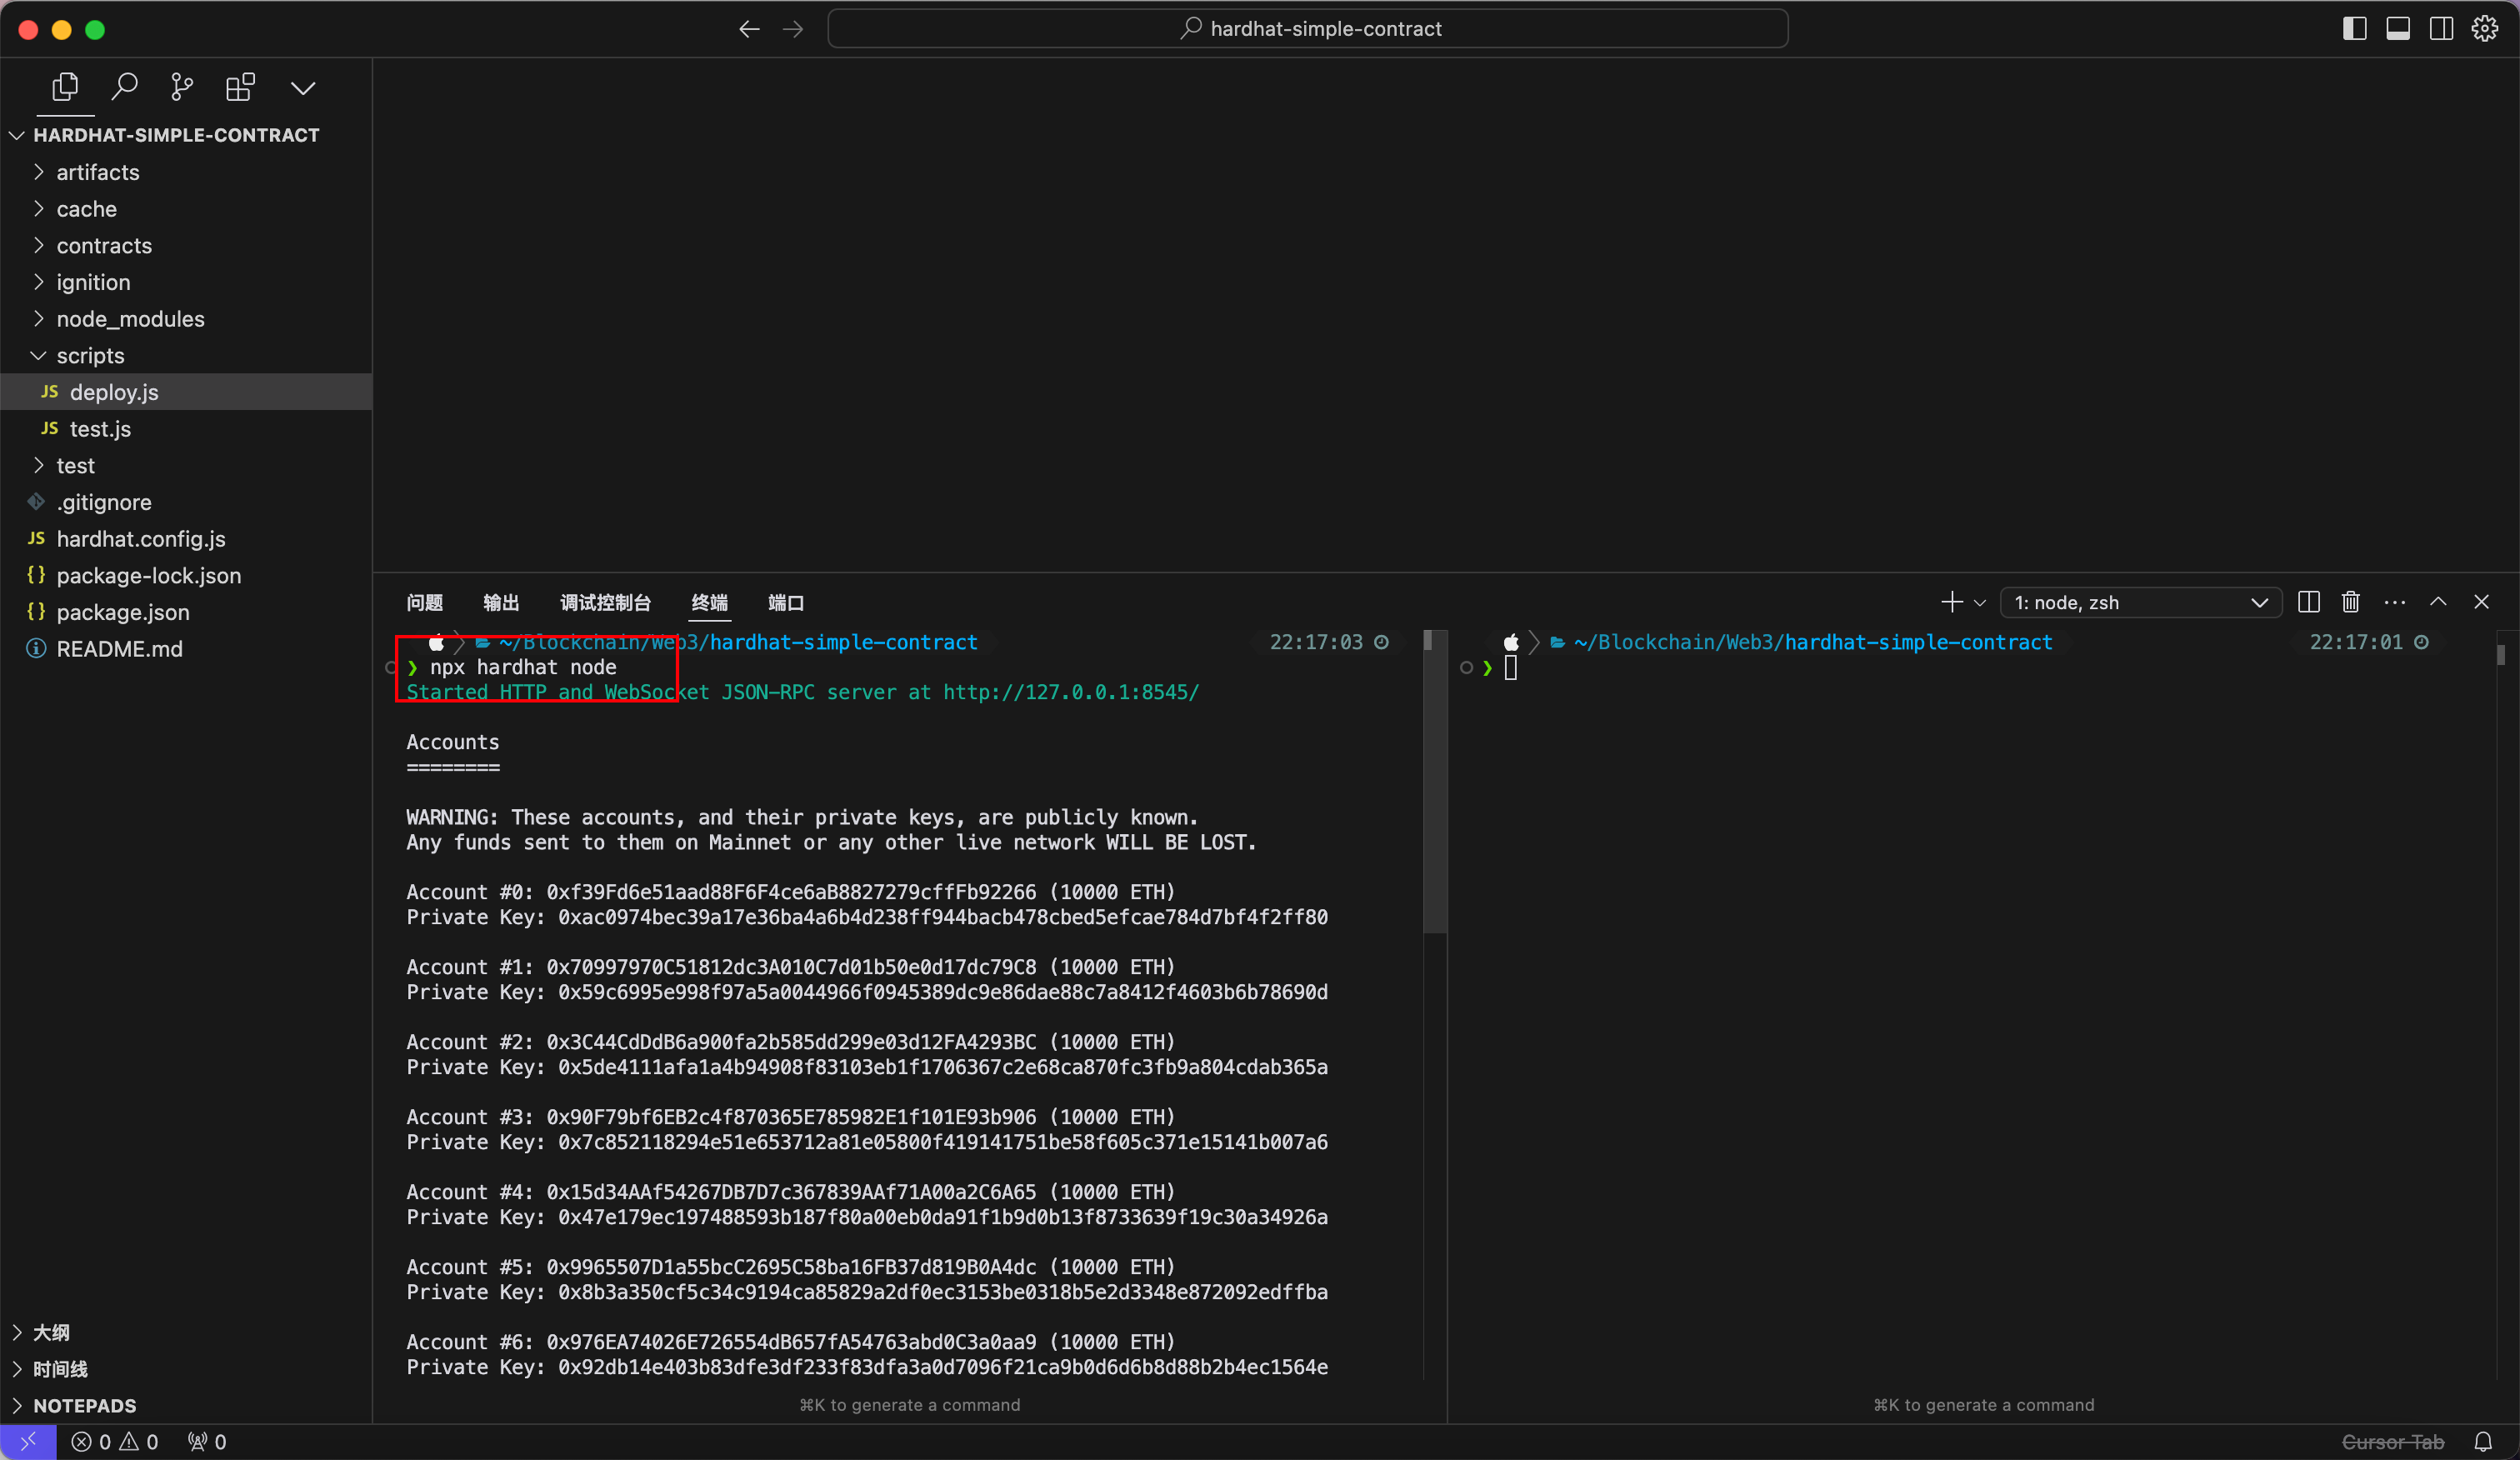 hardhat-simple-contract
HARDHAT-SIMPLE-CONTRACT
artifacts
cache
contracts
ignition
node_modules
scripts
JS deploy.js
JS test.js
test
.gitignore
JS hardhat.config.js
{} package-lock.json
{} package.json
README.md
大纲
时间线
NOTEPADS
问题 输出 调试控制台 终端 端口
1: node, zsh
~/Blockchain/Web3/hardhat-simple-contract 22:17:03
❯ npx hardhat node
Started HTTP and WebSocket JSON-RPC server at http://127.0.0.1:8545/
Accounts
========
WARNING: These accounts, and their private keys, are publicly known.
Any funds sent to them on Mainnet or any other live network WILL BE LOST.
Account #0: 0xf39Fd6e51aad88F6F4ce6aB8827279cffFb92266 (10000 ETH)
Private Key: 0xac0974bec39a17e36ba4a6b4d238ff944bacb478cbed5efcae784d7bf4f2ff80
Account #1: 0x70997970C51812dc3A010C7d01b50e0d17dc79C8 (10000 ETH)
Private Key: 0x59c6995e998f97a5a0044966f0945389dc9e86dae88c7a8412f4603b6b78690d
Account #2: 0x3C44CdDdB6a900fa2b585dd299e03d12FA4293BC (10000 ETH)
Private Key: 0x5de4111afa1a4b94908f83103eb1f1706367c2e68ca870fc3fb9a804cdab365a
Account #3: 0x90F79bf6EB2c4f870365E785982E1f101E93b906 (10000 ETH)
Private Key: 0x7c852118294e51e653712a81e05800f419141751be58f605c371e15141b007a6
Account #4: 0x15d34AAf54267DB7D7c367839AAf71A00a2C6A65 (10000 ETH)
Private Key: 0x47e179ec197488593b187f80a00eb0da91f1b9d0b13f8733639f19c30a34926a
Account #5: 0x9965507D1a55bcC2695C58ba16FB37d819B0A4dc (10000 ETH)
Private Key: 0x8b3a350cf5c34c9194ca85829a2df0ec3153be0318b5e2d3348e872092edffba
Account #6: 0x976EA74026E726554dB657fA54763abd0C3a0aa9 (10000 ETH)
Private Key: 0x92db14e403b83dfe3df233f83dfa3a0d7096f21ca9b0d6d6b8d88b2b4ec1564e
⌘K to generate a command
~/Blockchain/Web3/hardhat-simple-contract 22:17:01
❯
⌘K to generate a command
0 0 0
Cursor Tab